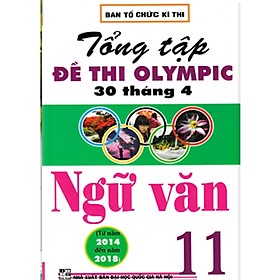 BAN TỔ CHỨC KÌ THI
Tổng tập
ĐỀ THI OLYMPIC
30 tháng 4
Ngữ văn
(Từ năm
2014
đến năm
2018)
11
NHÀ XUẤT BẢN ĐẠI HỌC QUỐC GIA HÀ NỘI